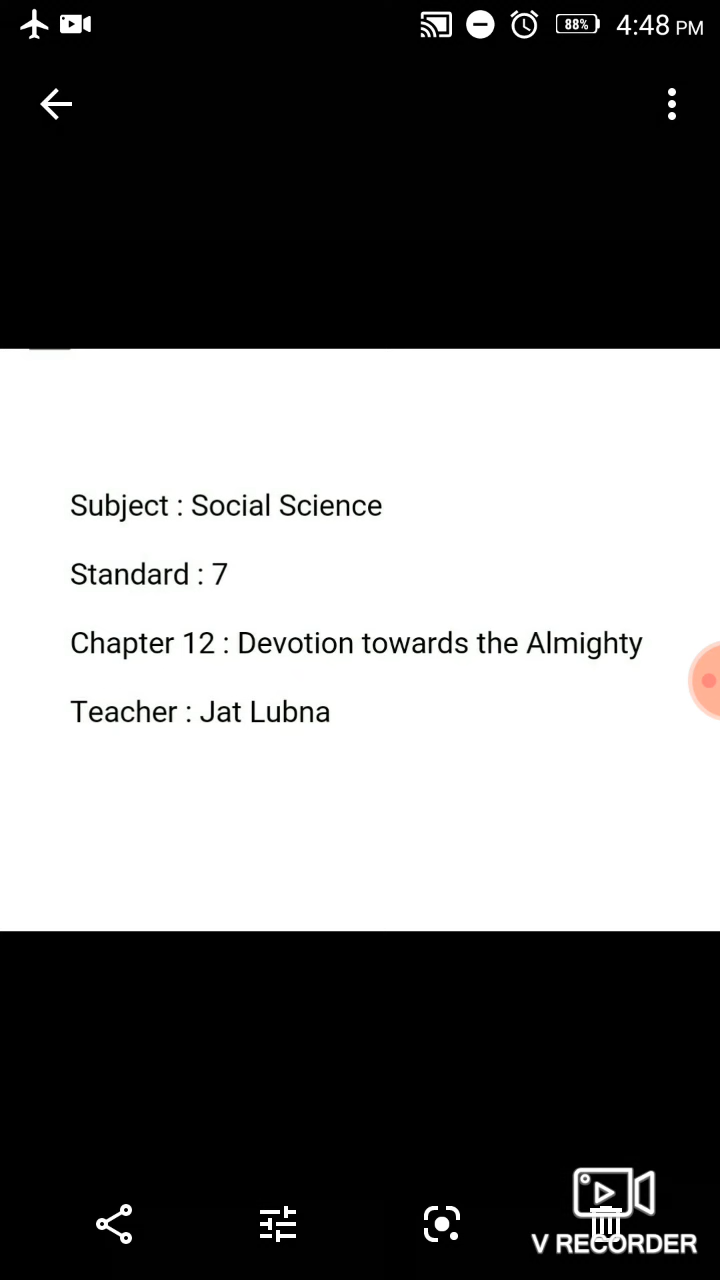 88% 4:48 PM
Subject : Social Science
Standard : 7
Chapter 12 : Devotion towards the Almighty
Teacher : Jat Lubna
V RECORDER